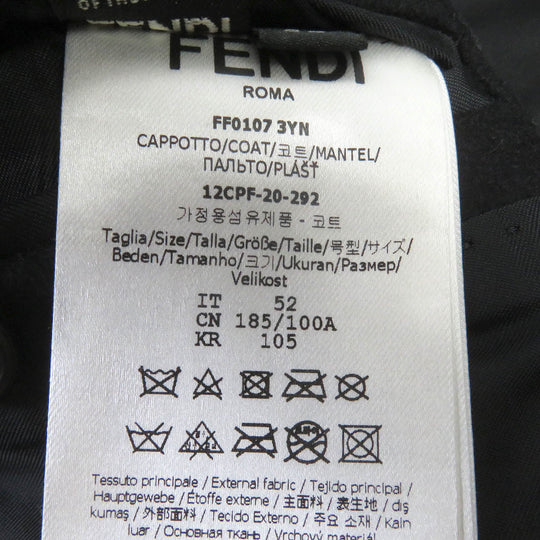 FENDI
ROMA
FF0107 3YN
CAPPOTTO/COAT/코트/MANTEL/
ПАЛЬТО/PLÁŠŤ
12CPF-20-292
가정용섬유제품 - 코트
Taglia/Size/Talla/Größe/Taille/号型/サイズ/
Beden/Tamanho/크기/Ukuran/Размер/
Velikost
IT 52
CN 185/100A
KR 105
Tessuto principale / External fabric / Tejido principal /
Hauptgewebe / Étoffe externe / 主面料 / 表生地 / dış
kumaş / 外部面料 / Tecido Externo / 주요 소재 / Kain
luar / Основная ткань / Vrchový materiál